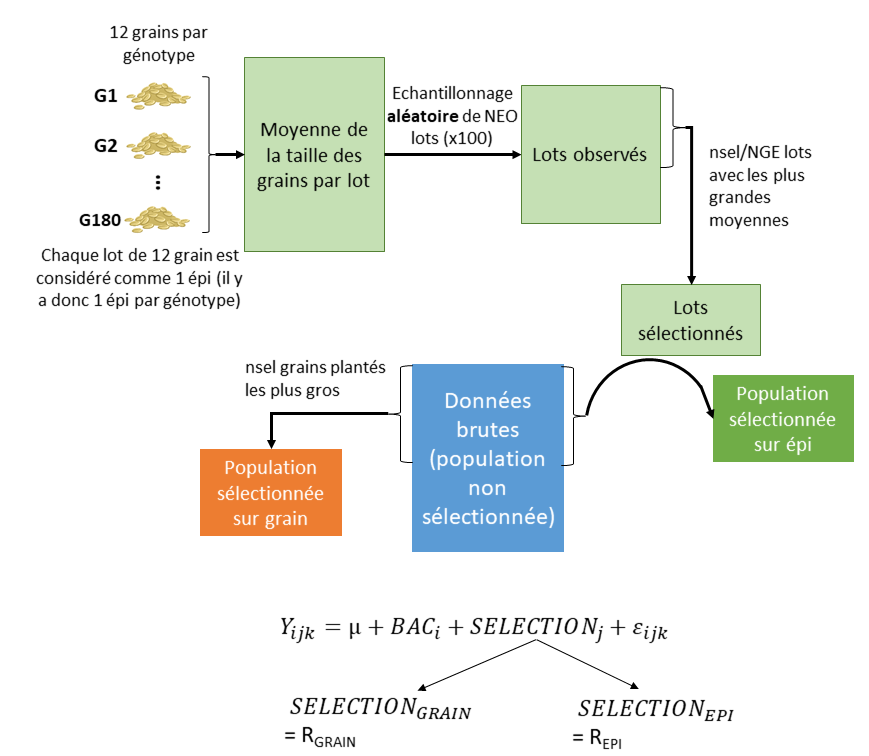 12 grains par
génotype
G1
G2
...
G180
Chaque lot de 12 grain est
considéré comme 1 épi (il y
a donc 1 épi par génotype)
Moyenne de
la taille des
grains par lot
Echantillonnage
aléatoire de NEO
lots (x100)
Lots observés
nsel/NGE lots
avec les plus
grandes
moyennes
Lots
sélectionnés
nsel grains plantés
les plus gros
Données
brutes
(population
non
sélectionnée)
Population
sélectionnée
sur épi
Population
sélectionnée
sur grain
Y_{ijk} = μ + BAC_i + SELECTION_j + ε_{ijk}
SELECTION_{GRAIN}
= R_{GRAIN}
SELECTION_{EPI}
= R_{EPI}